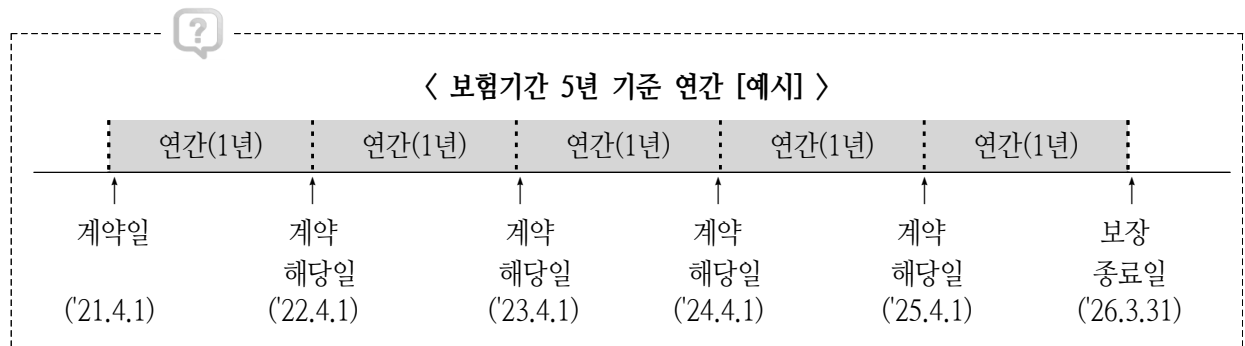 ?
〈 보험기간 5년 기준 연간 [예시] 〉
연간(1년) 연간(1년) 연간(1년) 연간(1년) 연간(1년)
계약일 계약 계약 계약 계약 보장
해당일 해당일 해당일 해당일 종료일
('21.4.1) ('22.4.1) ('23.4.1) ('24.4.1) ('25.4.1) ('26.3.31)